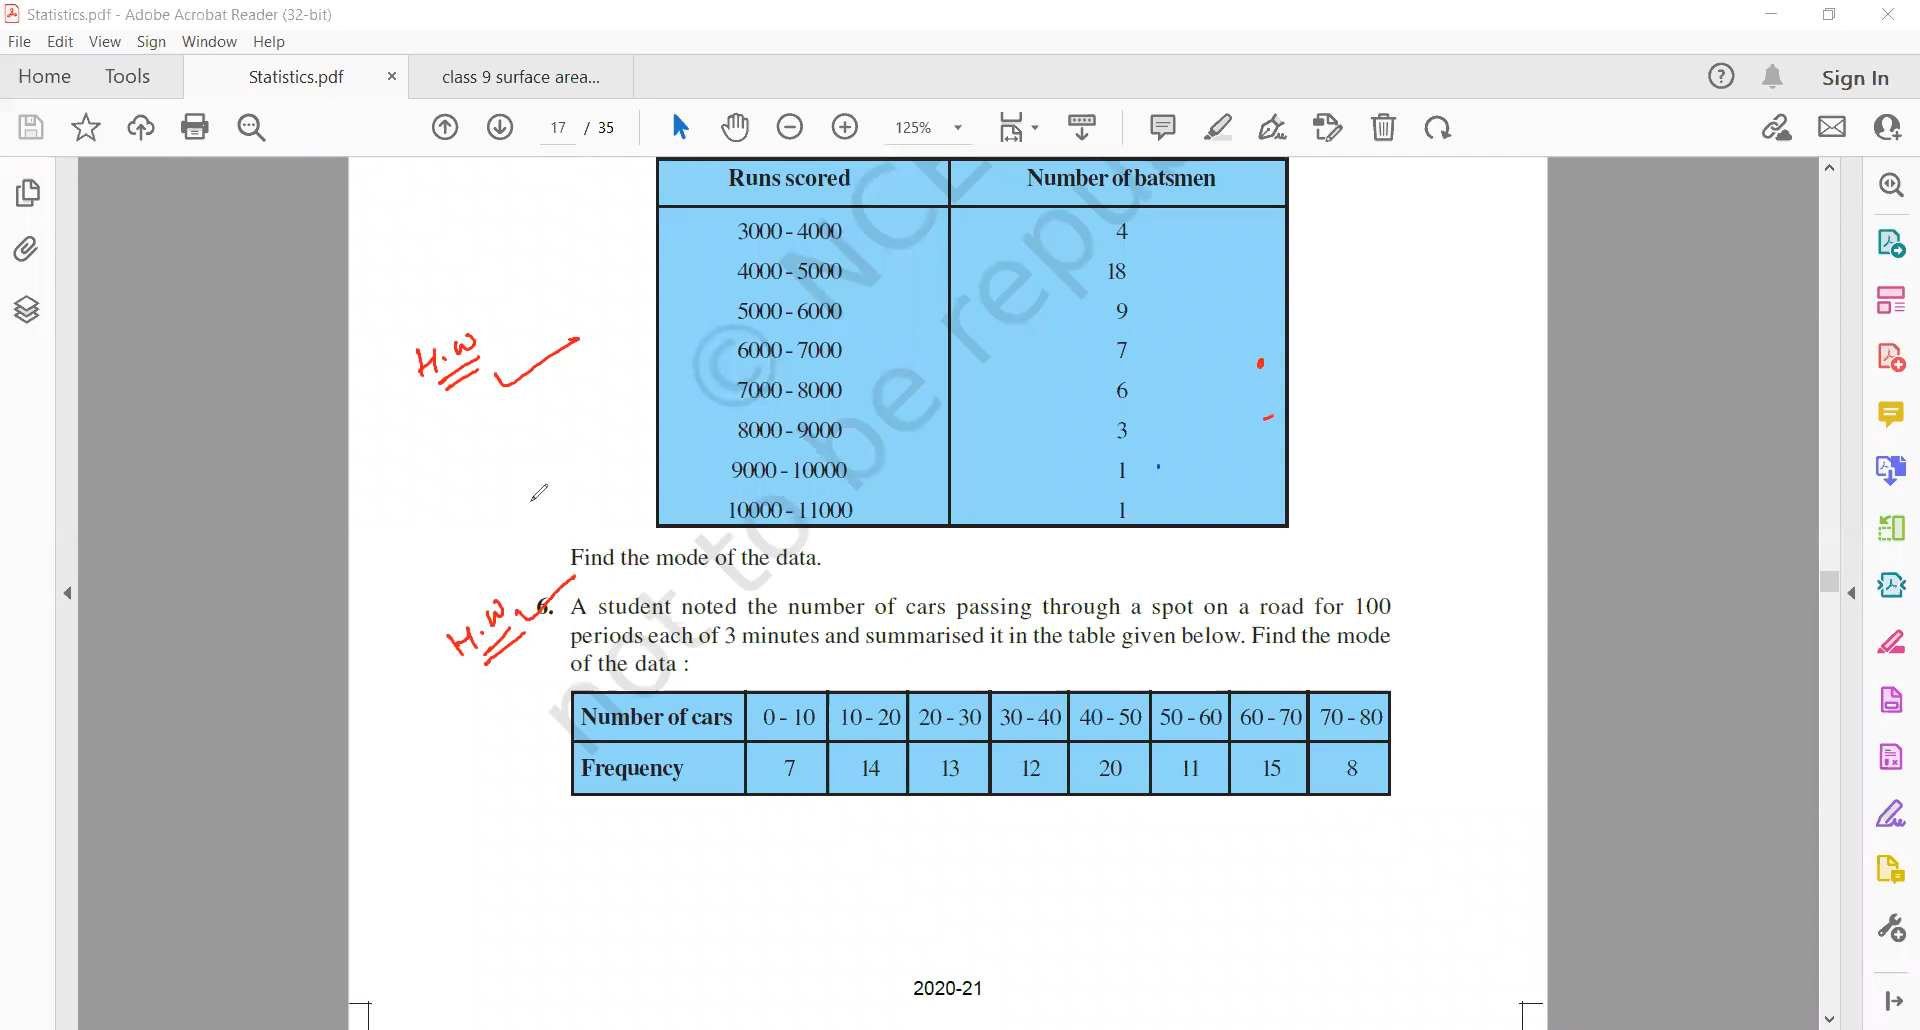 Statistics.pdf - Adobe Acrobat Reader (32-bit)
File Edit View Sign Window Help
Home Tools Statistics.pdf × class 9 surface area... Sign In
17 / 35 125%
Runs scored Number of batsmen
3000 - 4000 4
4000 - 5000 18
5000 - 6000 9
6000 - 7000 7
7000 - 8000 6
8000 - 9000 3
9000 - 10000 1
10000 - 11000 1
H.W
Find the mode of the data.
H.W
6. A student noted the number of cars passing through a spot on a road for 100
periods each of 3 minutes and summarised it in the table given below. Find the mode
of the data :
Number of cars 0 - 10 10 - 20 20 - 30 30 - 40 40 - 50 50 - 60 60 - 70 70 - 80
Frequency 7 14 13 12 20 11 15 8
© NCE
not to be repu
2020-21